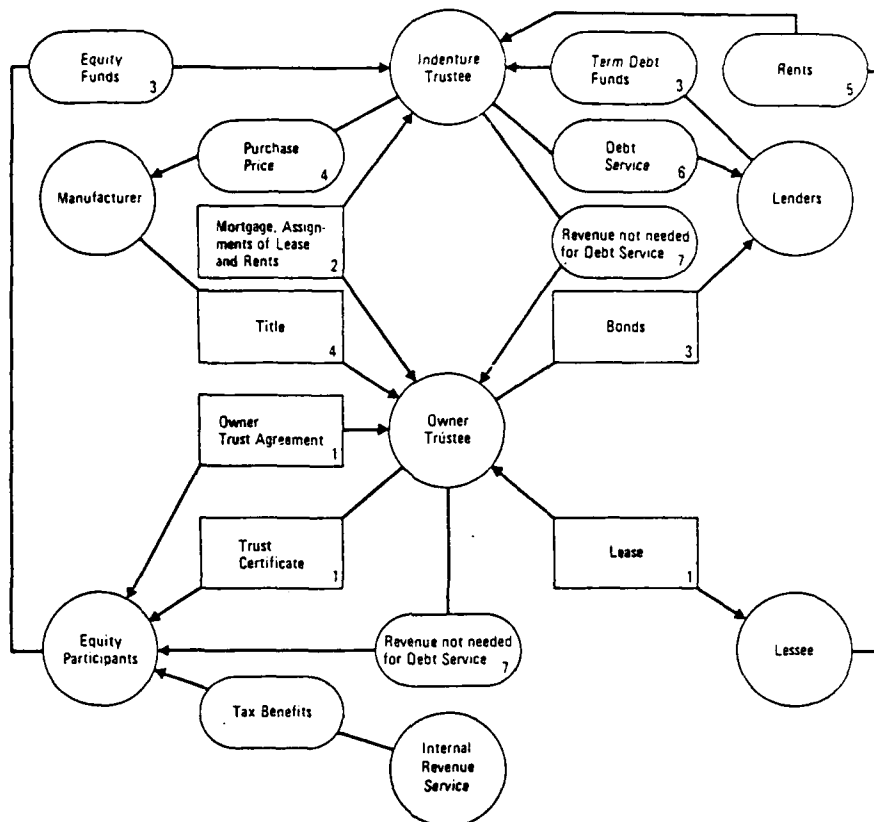 Equity
Funds
3
Indenture
Trustee
Term Debt
Funds
3
Rents
5
Purchase
Price
4
Debt
Service
6
Manufacturer
Lenders
Mortgage, Assign-
ments of Lease
and Rents
2
Revenue not needed
for Debt Service
7
Title
4
Bonds
3
Owner
Trust Agreement
1
Owner
Trustee
Trust
Certificate
1
Lease
1
Equity
Participants
Revenue not needed
for Debt Service
7
Lessee
Tax Benefits
Internal
Revenue
Service